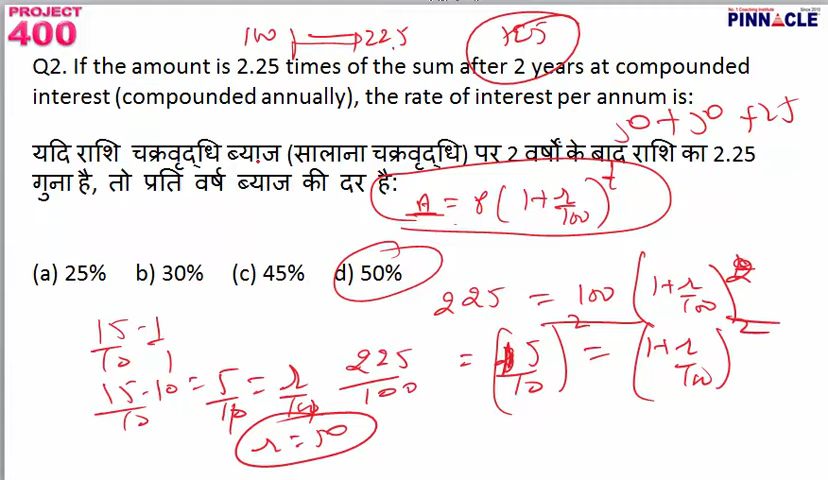 PROJECT
400
No. 1 Coaching Institute Since 2013
PINNACLE
100 → 225
125
Q2. If the amount is 2.25 times of the sum after 2 years at compounded
interest (compounded annually), the rate of interest per annum is:
50 + 50 + 25
यदि राशि चक्रवृद्धि ब्याज (सालाना चक्रवृद्धि) पर 2 वर्षों के बाद राशि का 2.25
गुना है, तो प्रति वर्ष ब्याज की दर है:
A = P(1+r/100)^t
(a) 25% b) 30% (c) 45% d) 50%
225 = 100(1+r/100)^2
225/100 = (15/10)^2 = (1+r/100)^2
15/10 - 1/1
15-10/10 = 5/10 = r/100
r = 50